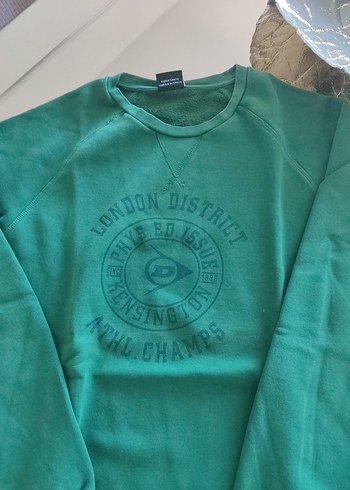 LONDON DISTRICT
PHYS ED ISSUE
D
KENSINGTON
ATHL. CHAMPS